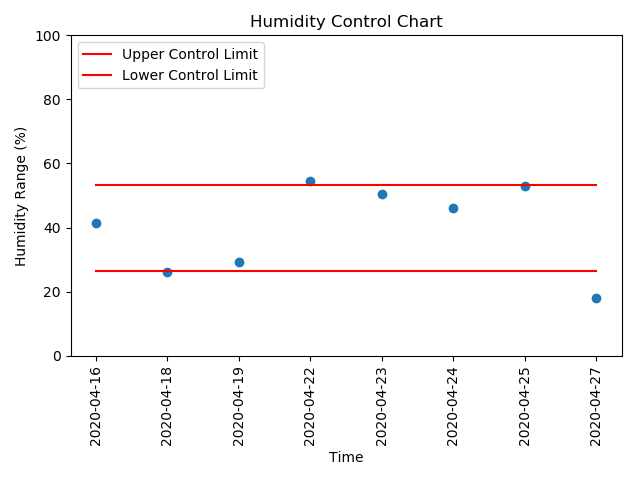 Humidity Control Chart
Upper Control Limit
Lower Control Limit
Humidity Range (%)
100
80
60
40
20
0
2020-04-16
2020-04-18
2020-04-19
2020-04-22
2020-04-23
2020-04-24
2020-04-25
2020-04-27
Time